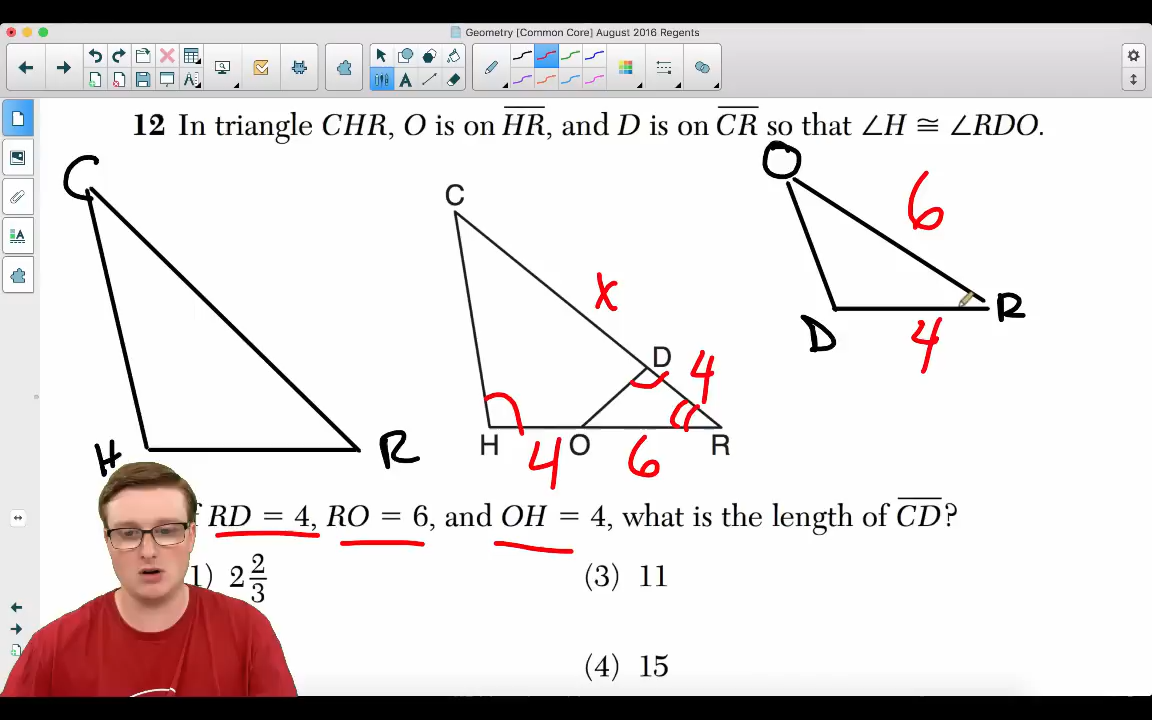 Geometry [Common Core] August 2016 Regents
12 In triangle CHR, O is on HR, and D is on CR so that ∠H ≅ ∠RDO.
C
H
R
C
x
D
4
H
4
O
6
R
O
6
D
4
R
RD = 4, RO = 6, and OH = 4, what is the length of CD?
1) 2 2/3
(3) 11
(4) 15